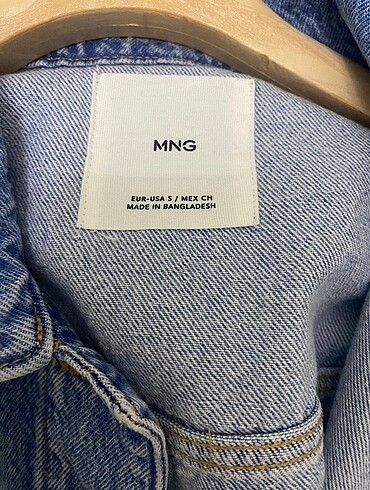 MNG
EUR-USA S / MEX CH
MADE IN BANGLADESH